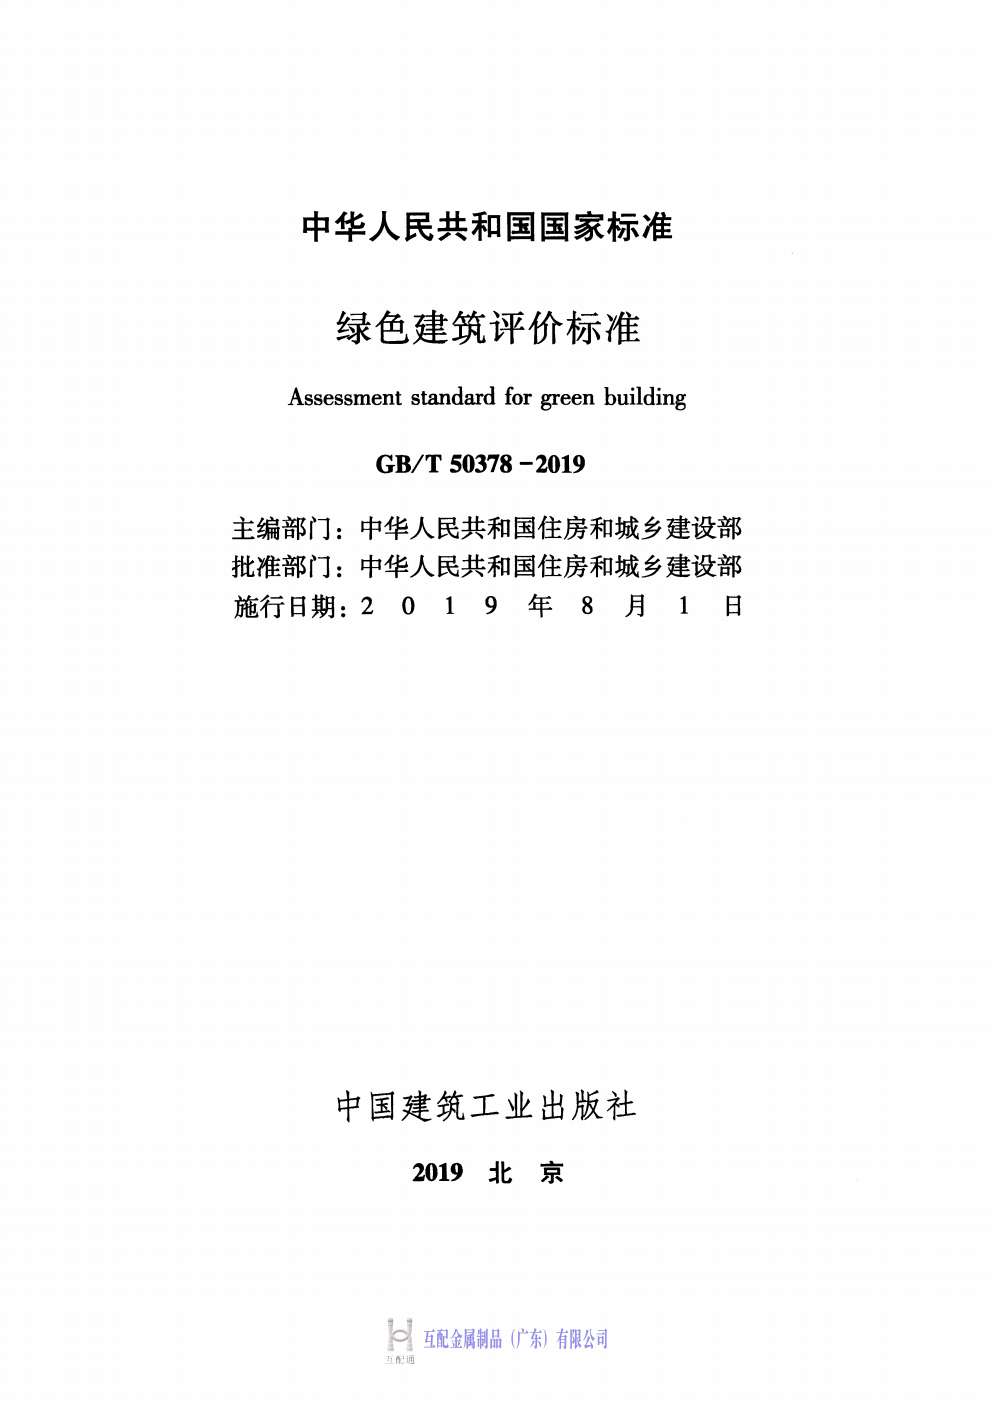 中华人民共和国国家标准
绿色建筑评价标准
Assessment standard for green building
GB/T 50378-2019
主编部门：中华人民共和国住房和城乡建设部
批准部门：中华人民共和国住房和城乡建设部
施行日期：2019年8月1日
中国建筑工业出版社
2019 北 京
互配金属制品（广东）有限公司
互配通